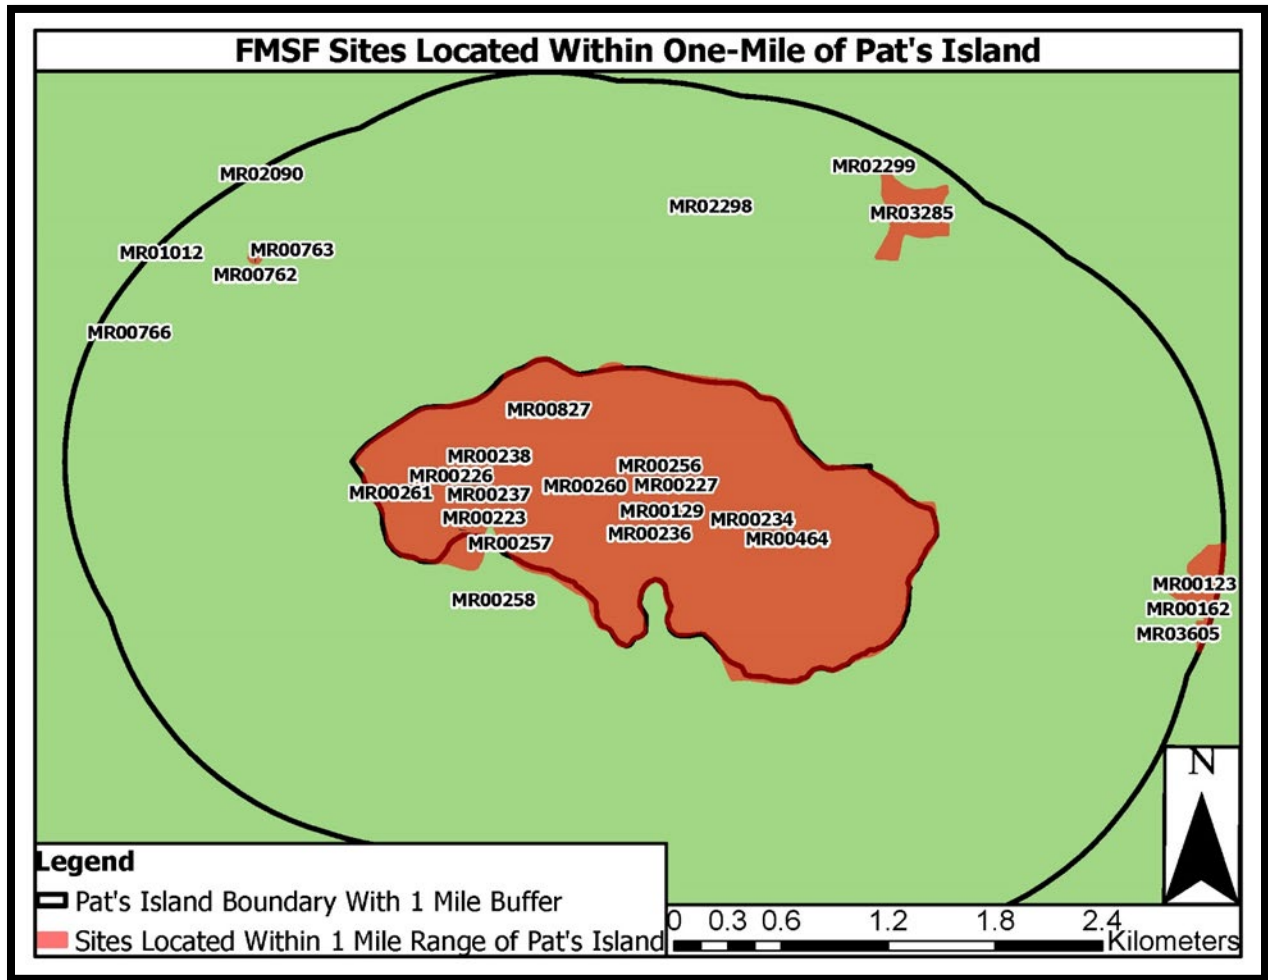 FMSF Sites Located Within One-Mile of Pat's Island
MR02299
MR02090
MR02298
MR03285
MR01012
MR00763
MR00762
MR00766
MR00827
MR00238
MR00256
MR00226
MR00260
MR00227
MR00261
MR00237
MR00129
MR00223
MR00234
MR00236
MR00464
MR00257
MR00123
MR00258
MR00162
MR03605
N
Legend
Pat's Island Boundary With 1 Mile Buffer
Sites Located Within 1 Mile Range of Pat's Island
0 0.3 0.6 1.2 1.8 2.4
Kilometers